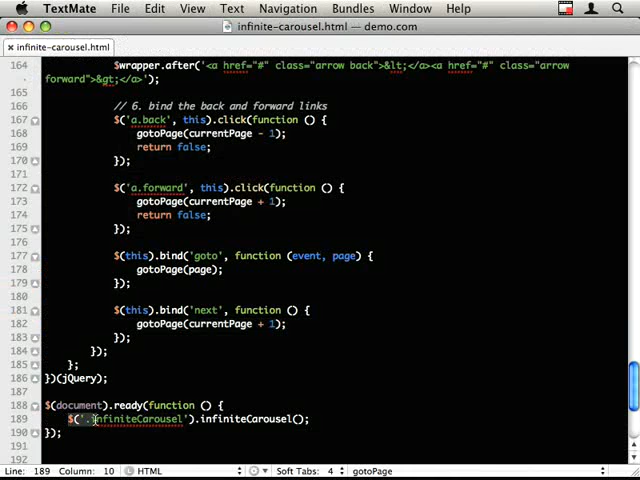 TextMate File Edit View Text Navigation Bundles Window Help
infinite-carousel.html — demo.com
× infinite-carousel.html
164 $wrapper.after('<a href="#" class="arrow back">&lt;</a><a href="#" class="arrow
forward">&gt;</a>');
165
166 // 6. bind the back and forward links
167 $('a.back', this).click(function () {
168 gotoPage(currentPage - 1);
169 return false;
170 });
171
172 $('a.forward', this).click(function () {
173 gotoPage(currentPage + 1);
174 return false;
175 });
176
177 $(this).bind('goto', function (event, page) {
178 gotoPage(page);
179 });
180
181 $(this).bind('next', function () {
182 gotoPage(currentPage + 1);
183 });
184 });
185 };
186 })(jQuery);
187
188 $(document).ready(function () {
189 $('.infiniteCarousel').infiniteCarousel();
190 });
191
192
Line: 189 Column: 10 HTML Soft Tabs: 4 gotoPage